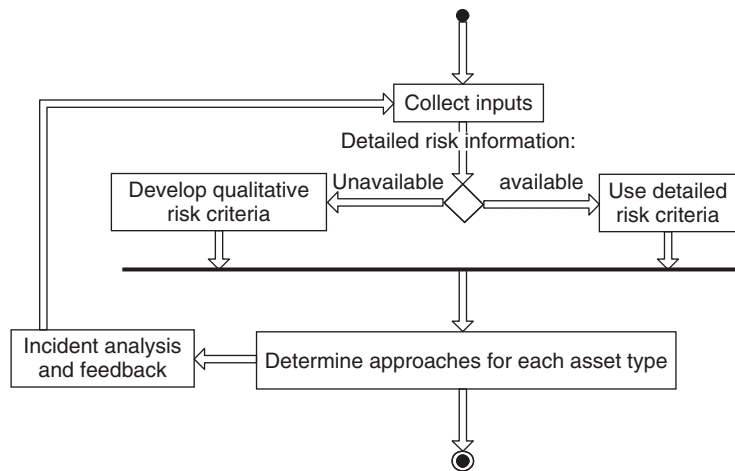 Collect inputs
Detailed risk information:
Unavailable
available
Develop qualitative
risk criteria
Use detailed
risk criteria
Incident analysis
and feedback
Determine approaches for each asset type